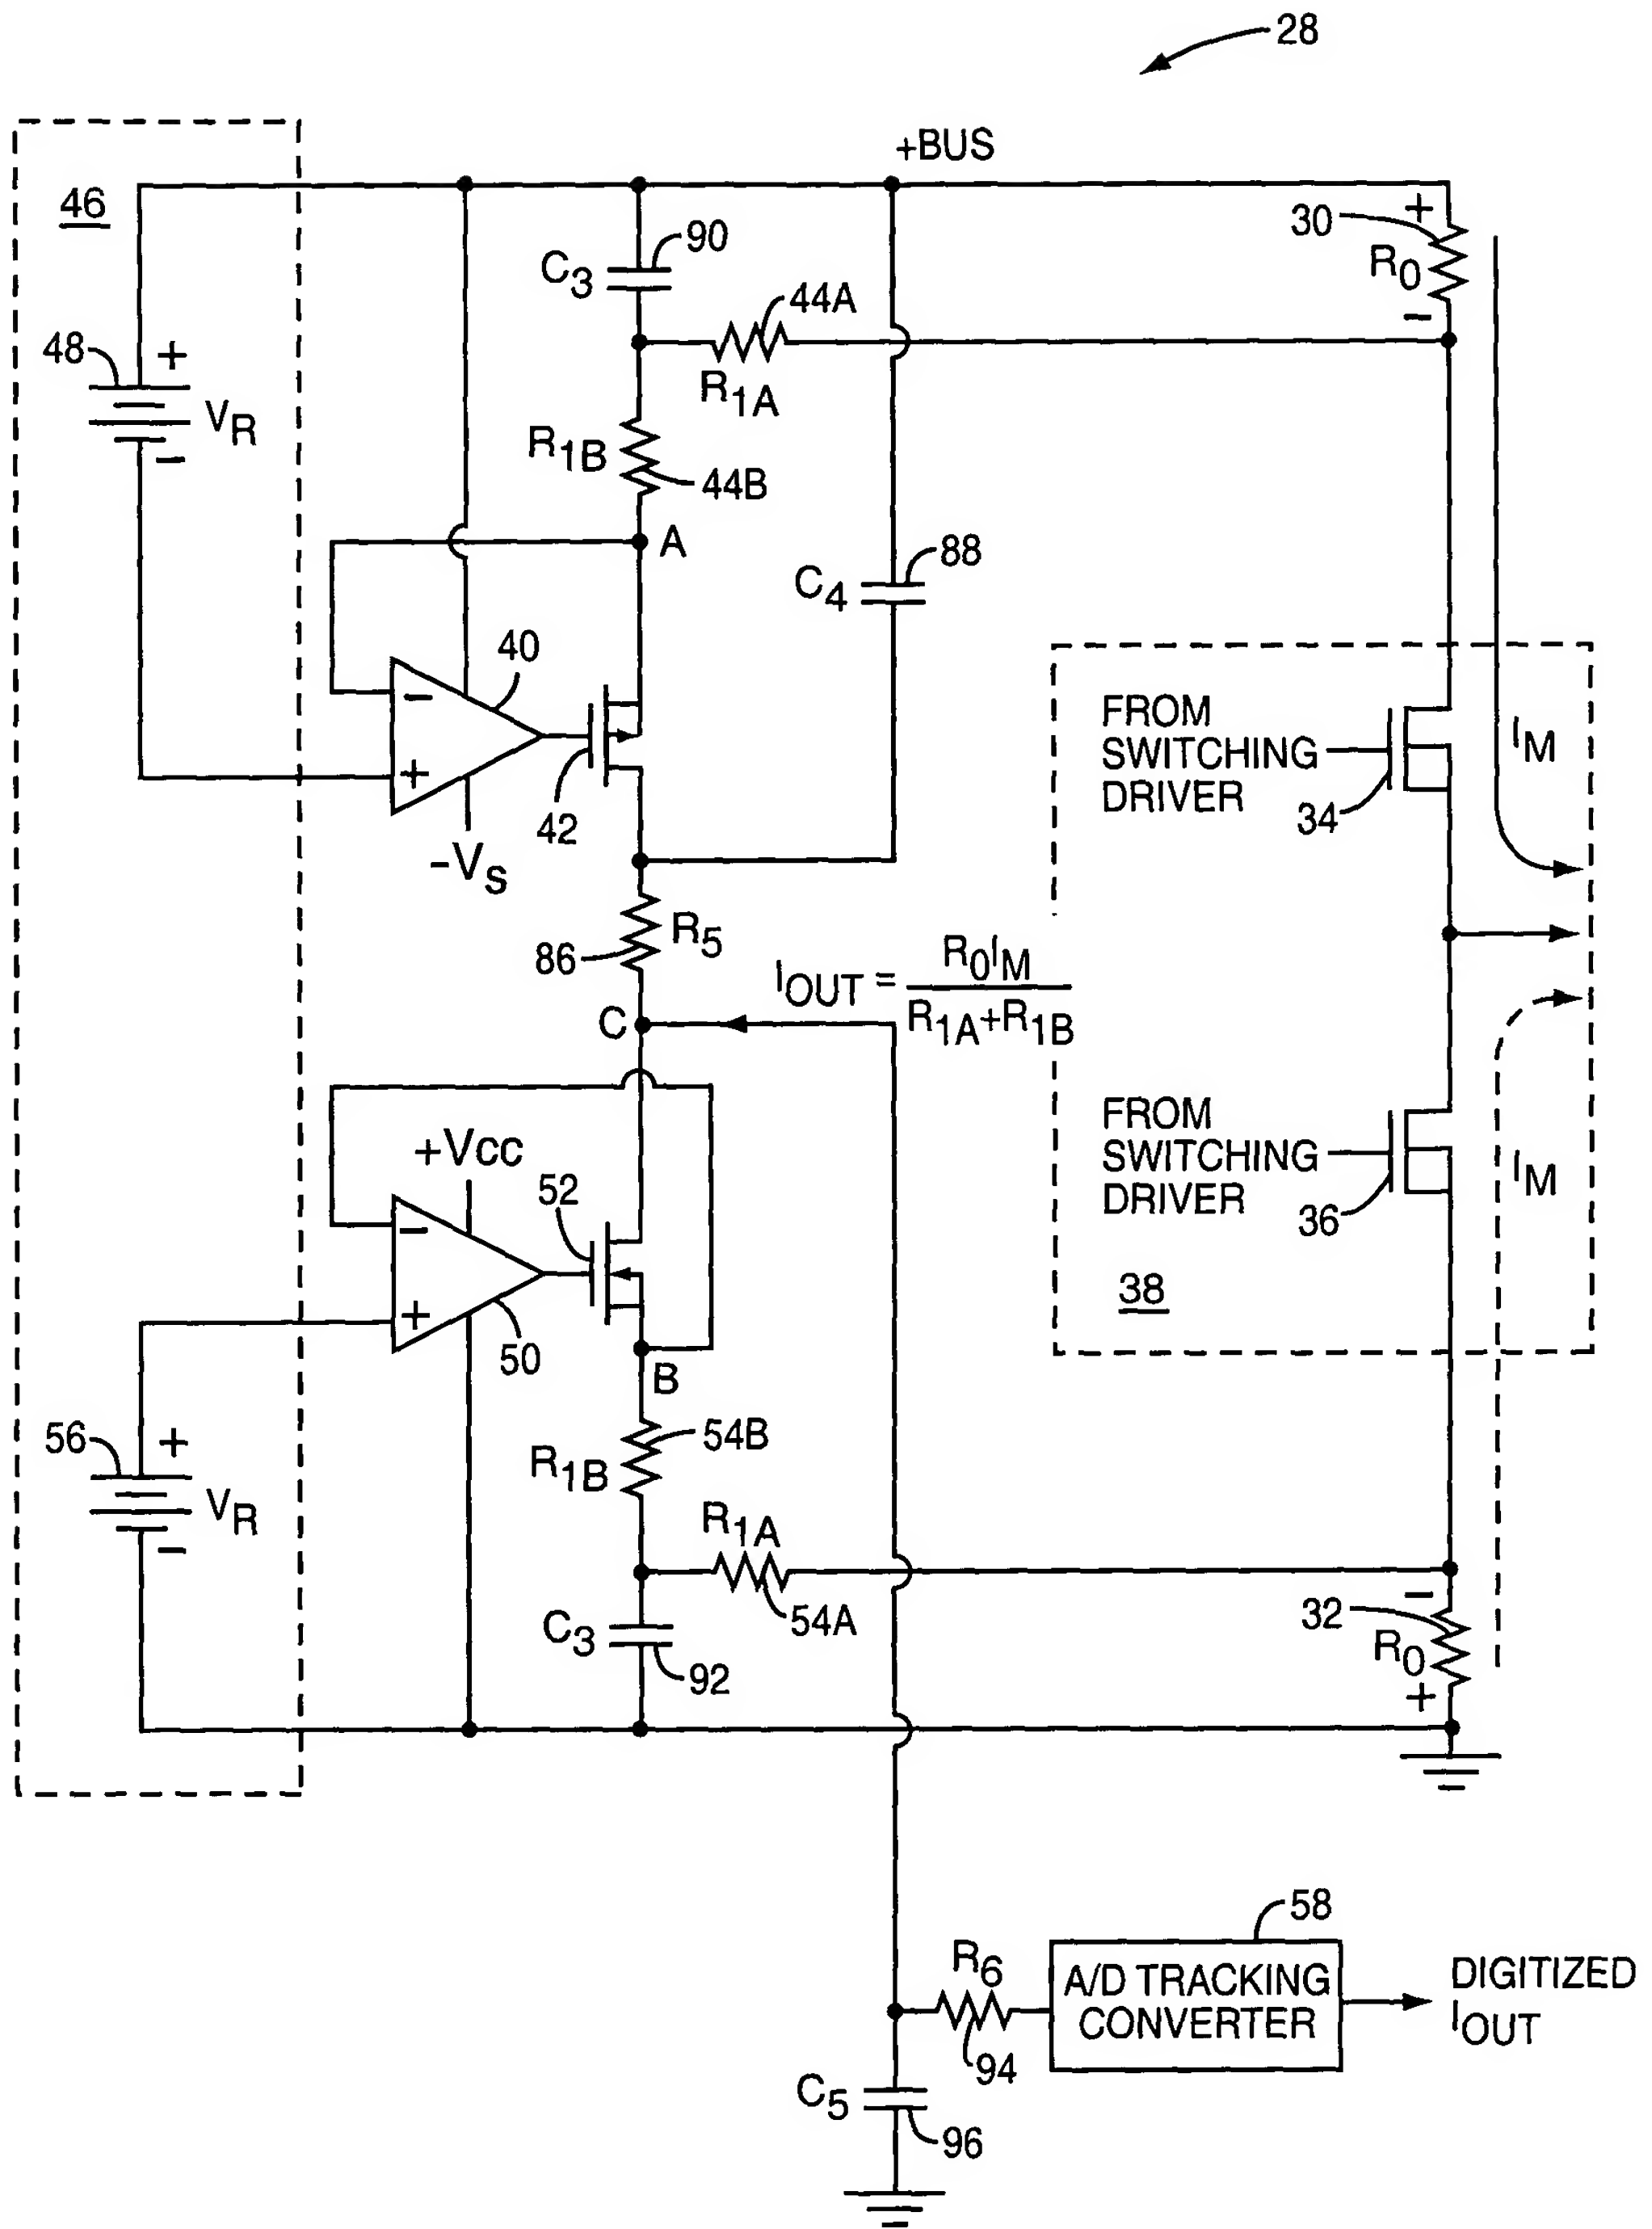 28
+BUS
46
30
+
R0
-
90
C3
44A
R1A
48
+
VR
-
R1B
44B
A
88
C4
40
-
+
-Vs
42
FROM
SWITCHING
DRIVER
34
IM
R5
86
C
IOUT = R0IM
R1A+R1B
FROM
SWITCHING
DRIVER
36
IM
38
+Vcc
52
-
+
50
B
54B
R1B
56
+
VR
-
R1A
54A
C3
92
-
32
R0
+
58
R6
A/D TRACKING
CONVERTER
94
DIGITIZED
IOUT
C5
96